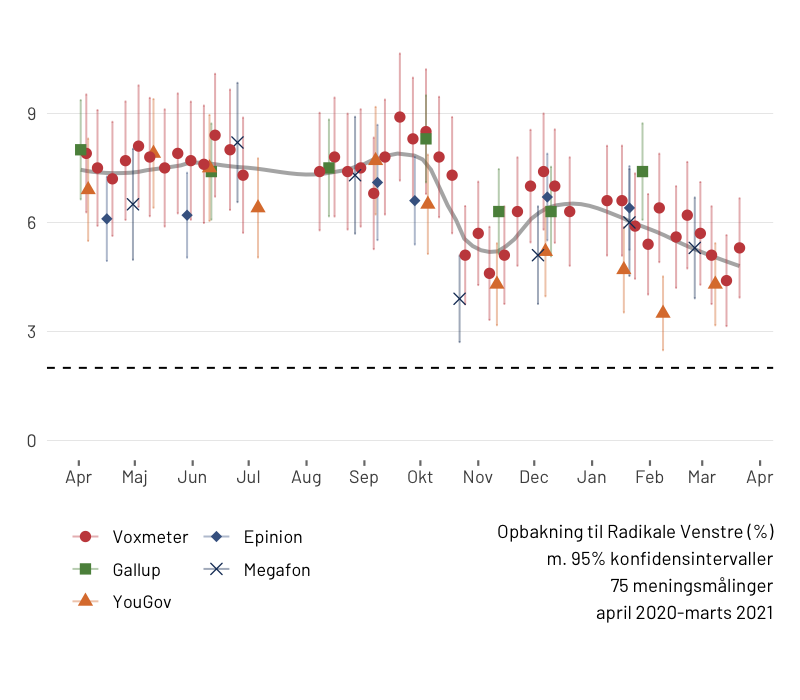 9
6
3
0
Apr Maj Jun Jul Aug Sep Okt Nov Dec Jan Feb Mar Apr
Voxmeter Epinion
Gallup Megafon
YouGov
Opbakning til Radikale Venstre (%)
m. 95% konfidensintervaller
75 meningsmålinger
april 2020-marts 2021